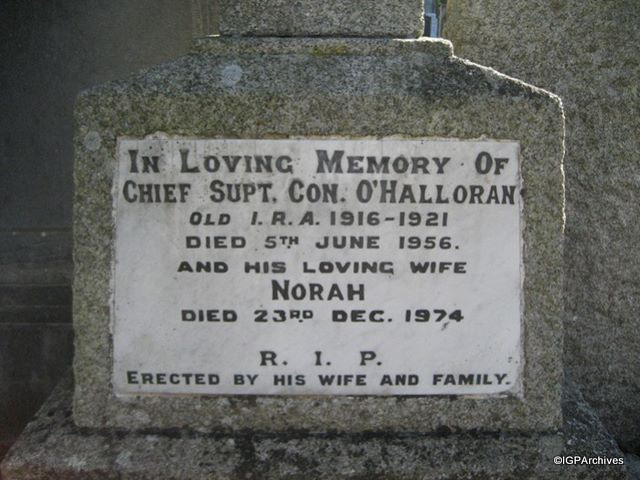 In Loving Memory Of
Chief Supt. Con. O'Halloran
Old I.R.A. 1916-1921
Died 5th June 1956.
and his loving wife
Norah
Died 23rd Dec. 1974
R. I. P.
Erected by his wife and family.
©IGPArchives